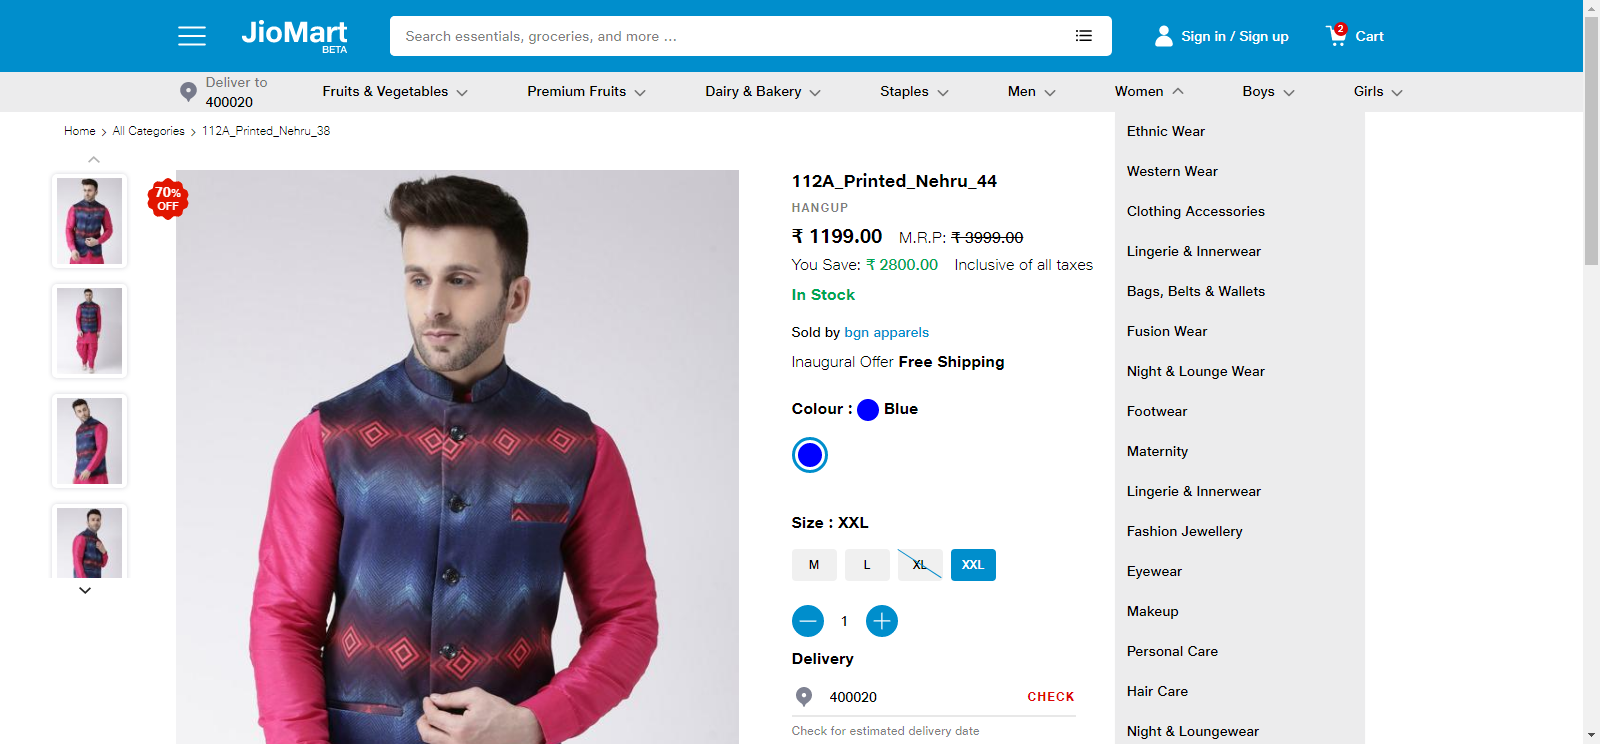 JioMart
BETA
Search essentials, groceries, and more ...
Sign in / Sign up
2
Cart
Deliver to
400020
Fruits & Vegetables
Premium Fruits
Dairy & Bakery
Staples
Men
Women
Boys
Girls
Home > All Categories > 112A_Printed_Nehru_38
70%
OFF
112A_Printed_Nehru_44
HANGUP
₹ 1199.00 M.R.P: ₹ 3999.00
You Save: ₹ 2800.00 Inclusive of all taxes
In Stock
Sold by bgn apparels
Inaugural Offer Free Shipping
Colour : Blue
Size : XXL
M L XL XXL
1
Delivery
400020 CHECK
Check for estimated delivery date
Ethnic Wear
Western Wear
Clothing Accessories
Lingerie & Innerwear
Bags, Belts & Wallets
Fusion Wear
Night & Lounge Wear
Footwear
Maternity
Lingerie & Innerwear
Fashion Jewellery
Eyewear
Makeup
Personal Care
Hair Care
Night & Loungewear